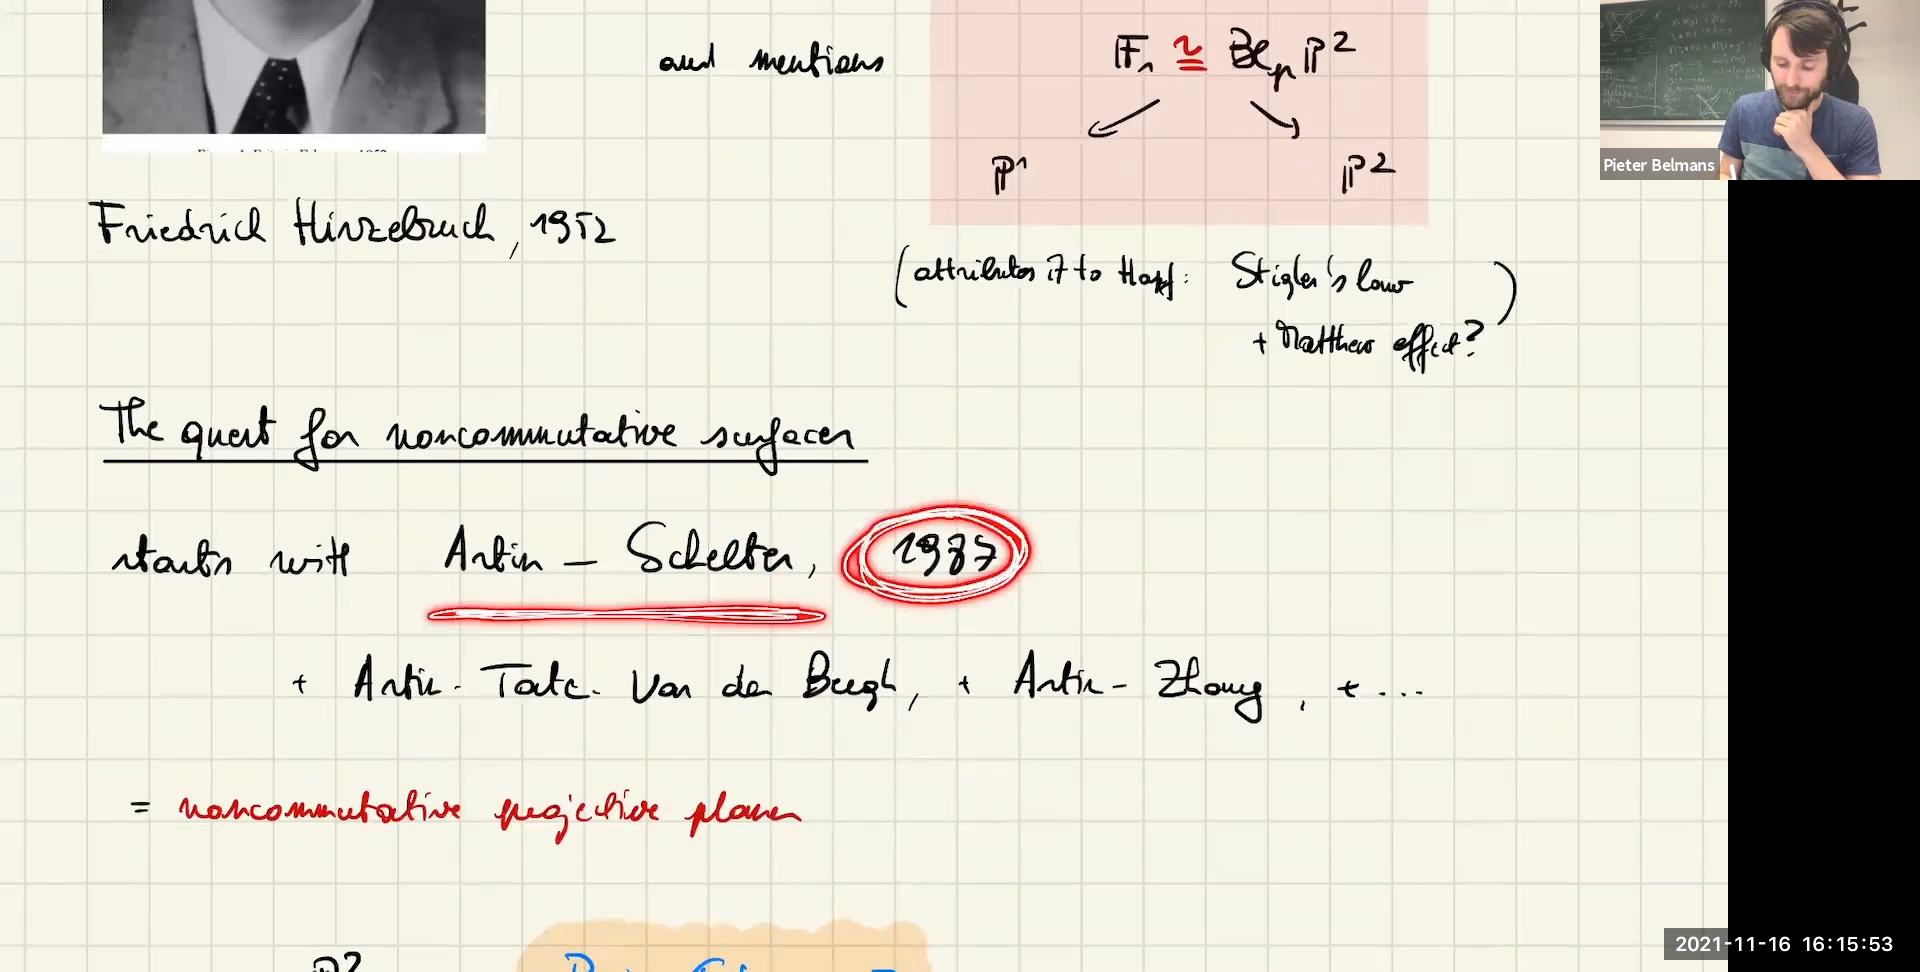 and mentions
𝔽₁ ≅ Blₚ ℙ²
ℙ¹ ℙ²
Pieter Belmans
Friedrich Hirzebruch, 1952
(attributes it to Hopf: Stigler's law
+ Matthew effect?)
The quest for noncommutative surfaces
starts with Artin – Schelter, 1987
+ Artin - Tate - Van den Bergh, + Artin - Zhang, + ...
= noncommutative projective planes
ℙ²
2021-11-16 16:15:53